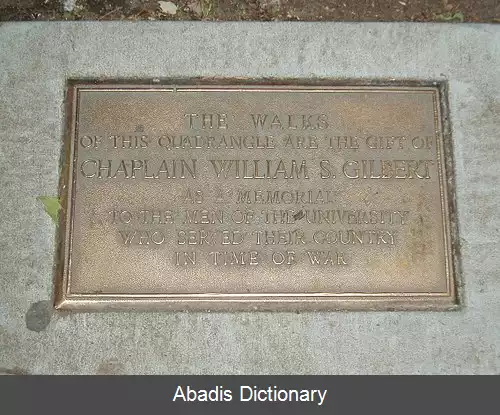 THE WALKS
OF THIS QUADRANGLE ARE THE GIFT OF
CHAPLAIN WILLIAM S. GILBERT
AS A MEMORIAL
TO THE MEN OF THE UNIVERSITY
WHO SERVED THEIR COUNTRY
IN TIME OF WAR
Abadis Dictionary